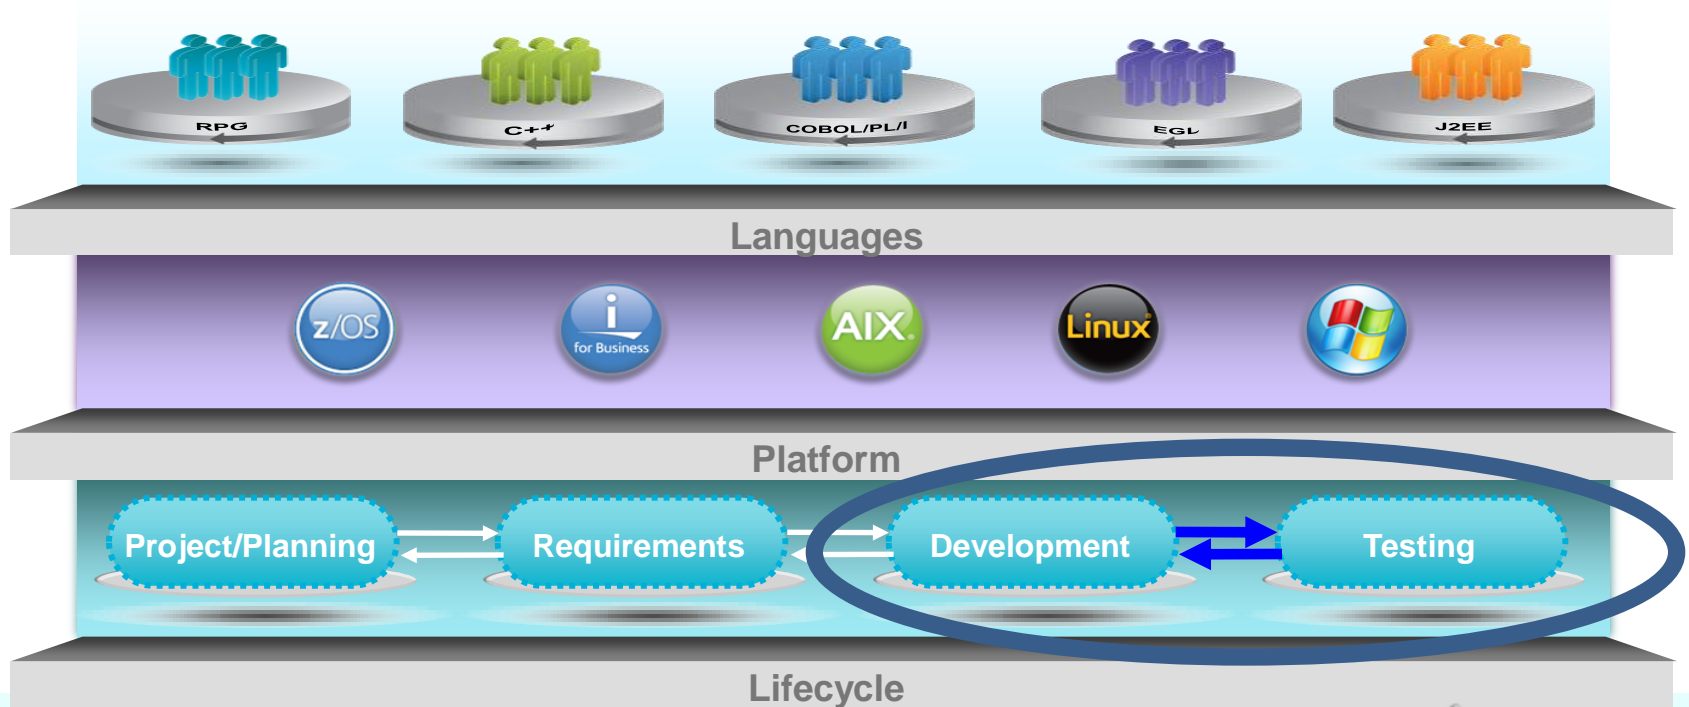 RPG
C++
COBOL/PL/I
EGL
J2EE
Languages
z/OS
i
for Business
AIX.
Linux
Platform
Project/Planning
Requirements
Development
Testing
Lifecycle